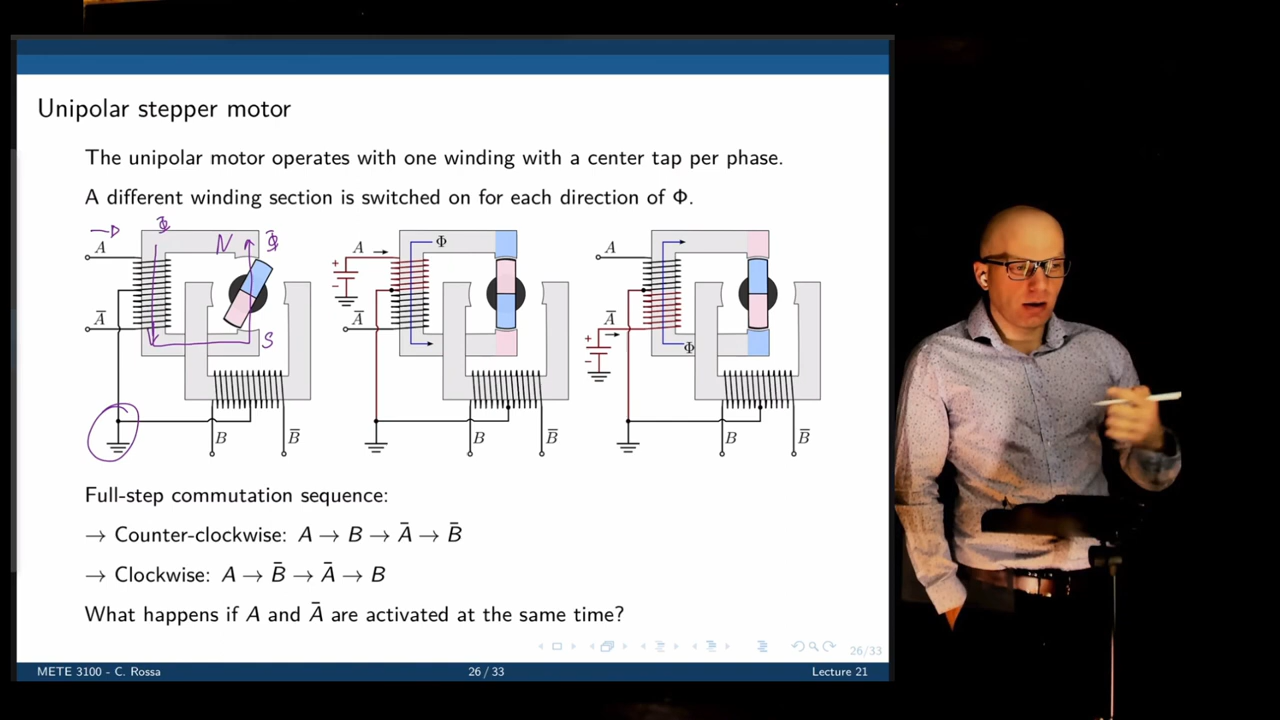 Unipolar stepper motor
The unipolar motor operates with one winding with a center tap per phase.
A different winding section is switched on for each direction of Φ.
→ Φ N Φ
A
Ā
S
B B̄
+
-
A → Φ
Ā
B B̄
A
Ā →
+
-
Φ
B B̄
Full-step commutation sequence:
→ Counter-clockwise: A → B → Ā → B̄
→ Clockwise: A → B̄ → Ā → B
What happens if A and Ā are activated at the same time?
26/33
METE 3100 - C. Rossa 26 / 33 Lecture 21